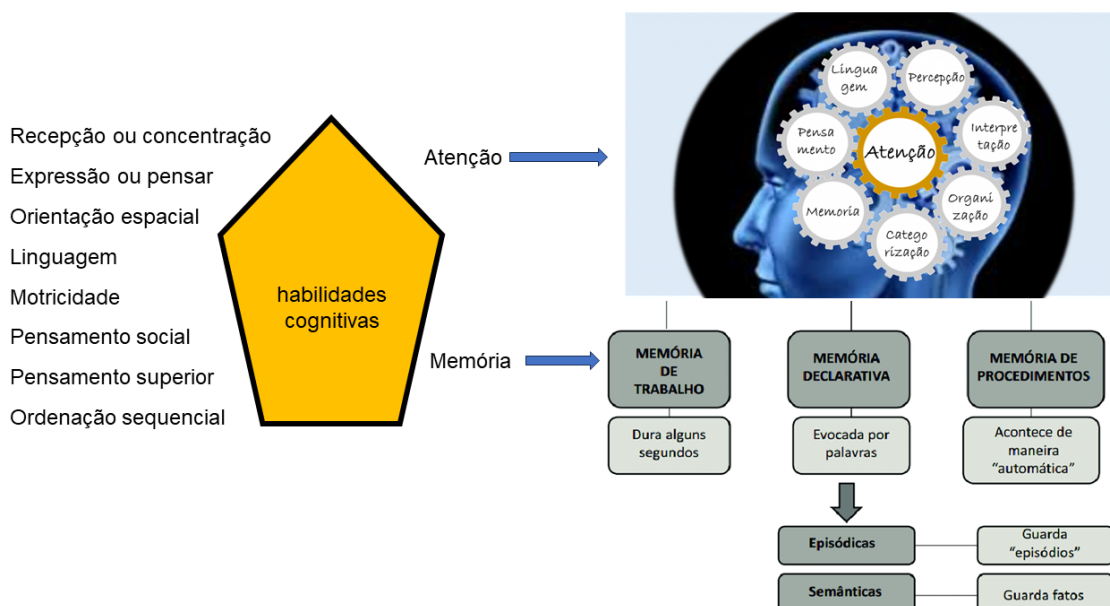 Recepção ou concentração
Expressão ou pensar
Orientação espacial
Linguagem
Motricidade
Pensamento social
Pensamento superior
Ordenação sequencial
habilidades
cognitivas
Atenção
Memória
Lingua
gem
Percepção
Pensa
mento
Atenção
Interpre
tação
Memoria
Organi
zação
Catego
rização
MEMÓRIA
DE
TRABALHO
MEMÓRIA
DECLARATIVA
MEMÓRIA DE
PROCEDIMENTOS
Dura alguns
segundos
Evocada por
palavras
Acontece de
maneira
“automática”
Episódicas
Guarda
“episódios”
Semânticas
Guarda fatos